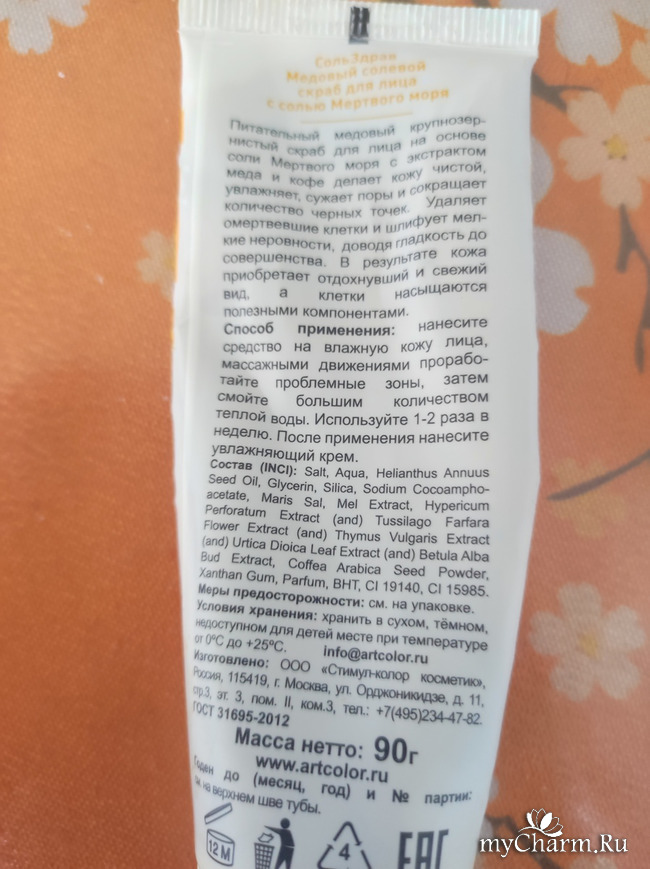 СольЗдрав
Медовый солевой
скраб для лица
с солью Мертвого моря
Питательный медовый крупнозер-
нистый скраб для лица на основе
соли Мертвого моря с экстрактом
меда и кофе делает кожу чистой,
увлажняет, сужает поры и сокращает
количество черных точек. Удаляет
омертвевшие клетки и шлифует мел-
кие неровности, доводя гладкость до
совершенства. В результате кожа
приобретает отдохнувший и свежий
вид, а клетки насыщаются
полезными компонентами.
Способ применения: нанесите
средство на влажную кожу лица,
массажными движениями прорабо-
тайте проблемные зоны, затем
смойте большим количеством
теплой воды. Используйте 1-2 раза в
неделю. После применения нанесите
увлажняющий крем.
Состав (INCI): Salt, Aqua, Helianthus Annuus
Seed Oil, Glycerin, Silica, Sodium Cocoampho-
acetate, Maris Sal, Mel Extract, Hypericum
Perforatum Extract (and) Tussilago Farfara
Flower Extract (and) Thymus Vulgaris Extract
(and) Urtica Dioica Leaf Extract (and) Betula Alba
Bud Extract, Coffea Arabica Seed Powder,
Xanthan Gum, Parfum, BHT, CI 19140, CI 15985.
Меры предосторожности: см. на упаковке.
Условия хранения: хранить в сухом, тёмном,
недоступном для детей месте при температуре
от 0ºС до +25ºС. info@artcolor.ru
Изготовлено: ООО «Стимул-колор косметик»,
Россия, 115419, г. Москва, ул. Орджоникидзе, д. 11,
стр.3, эт. 3, пом. II, ком.3, тел.: +7(495)234-47-82.
ГОСТ 31695-2012
Масса нетто: 90г
www.artcolor.ru
Годен до (месяц, год) и № партии:
см. на верхнем шве тубы.
12 M
4
EAC
myCharm.Ru